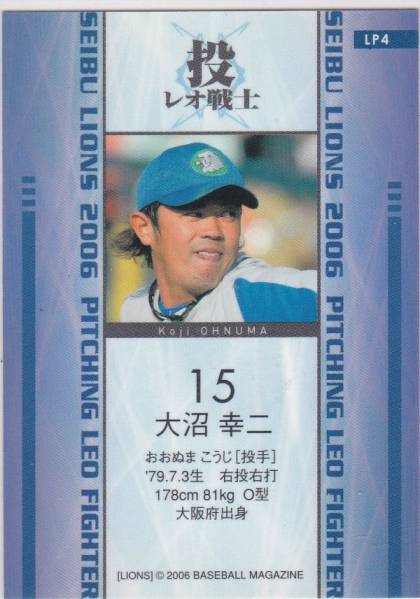 LP4
投
レオ戦士
SEIBU LIONS 2006 PITCHING LEO FIGHTER
SEIBU LIONS 2006 PITCHING LEO FIGHTER
Koji OHNUMA
15
大沼 幸二
おおぬま こうじ [投手]
'79.7.3生 右投右打
178cm 81kg O型
大阪府出身
[LIONS] © 2006 BASEBALL MAGAZINE